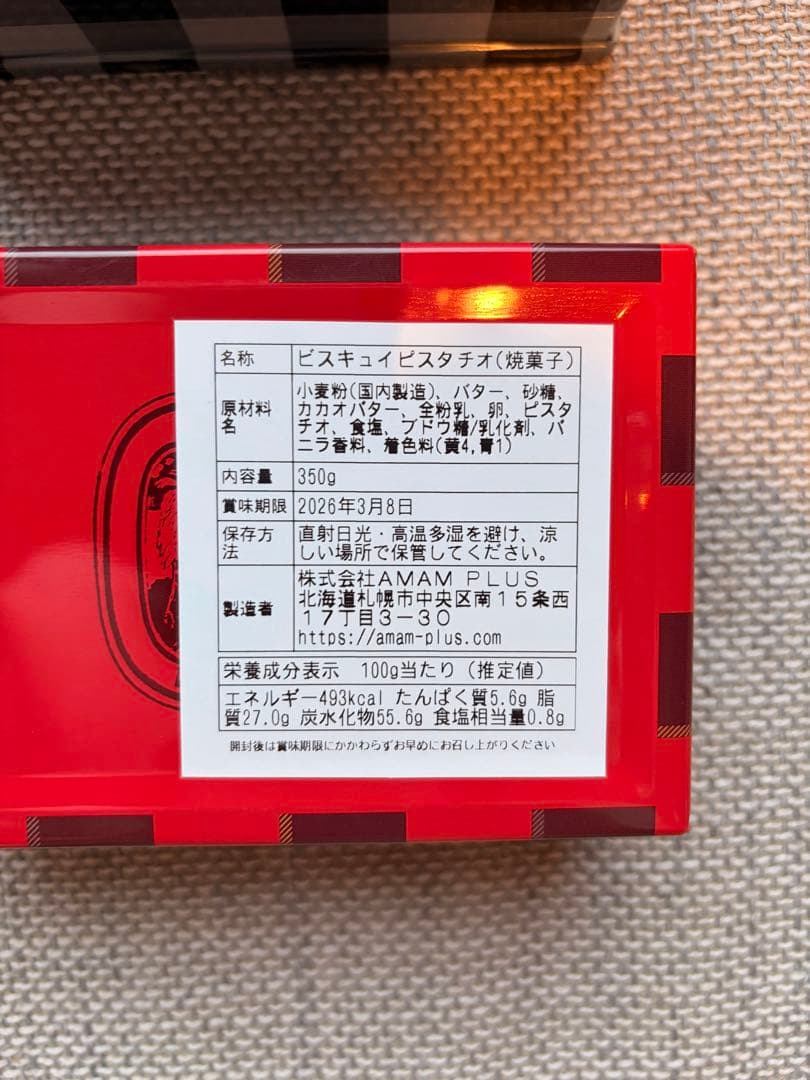 名称 ビスキュイピスタチオ(焼菓子)
原材料名 小麦粉(国内製造)、バター、砂糖、
カカオバター、全粉乳、卵、ピスタ
チオ、食塩、ブドウ糖/乳化剤、バ
ニラ香料、着色料(黄4,青1)
内容量 350g
賞味期限 2026年3月8日
保存方法 直射日光・高温多湿を避け、涼
しい場所で保管してください。
製造者 株式会社AMAM PLUS
北海道札幌市中央区南15条西
17丁目3-30
https://amam-plus.com
栄養成分表示 100g当たり(推定値)
エネルギー493kcal たんぱく質5.6g 脂
質27.0g 炭水化物55.6g 食塩相当量0.8g
開封後は賞味期限にかかわらずお早めにお召し上がりください